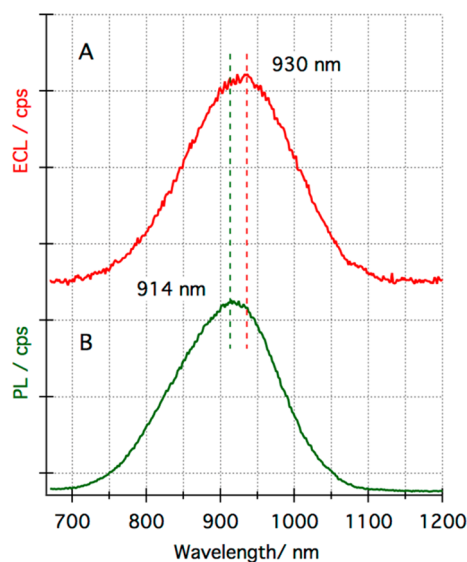 A
930 nm
ECL / cps
914 nm
B
PL / cps
700 800 900 1000 1100 1200
Wavelength/ nm